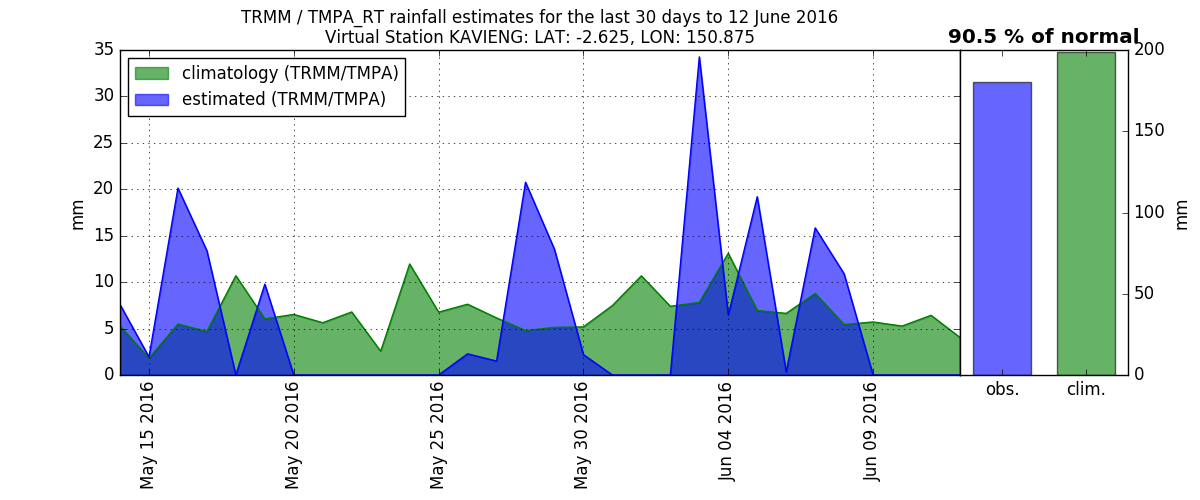 TRMM / TMPA_RT rainfall estimates for the last 30 days to 12 June 2016
Virtual Station KAVIENG: LAT: -2.625, LON: 150.875
90.5 % of normal
climatology (TRMM/TMPA)
estimated (TRMM/TMPA)
35
30
25
20
15
10
5
0
mm
May 15 2016
May 20 2016
May 25 2016
May 30 2016
Jun 04 2016
Jun 09 2016
200
150
100
50
0
mm
obs.
clim.